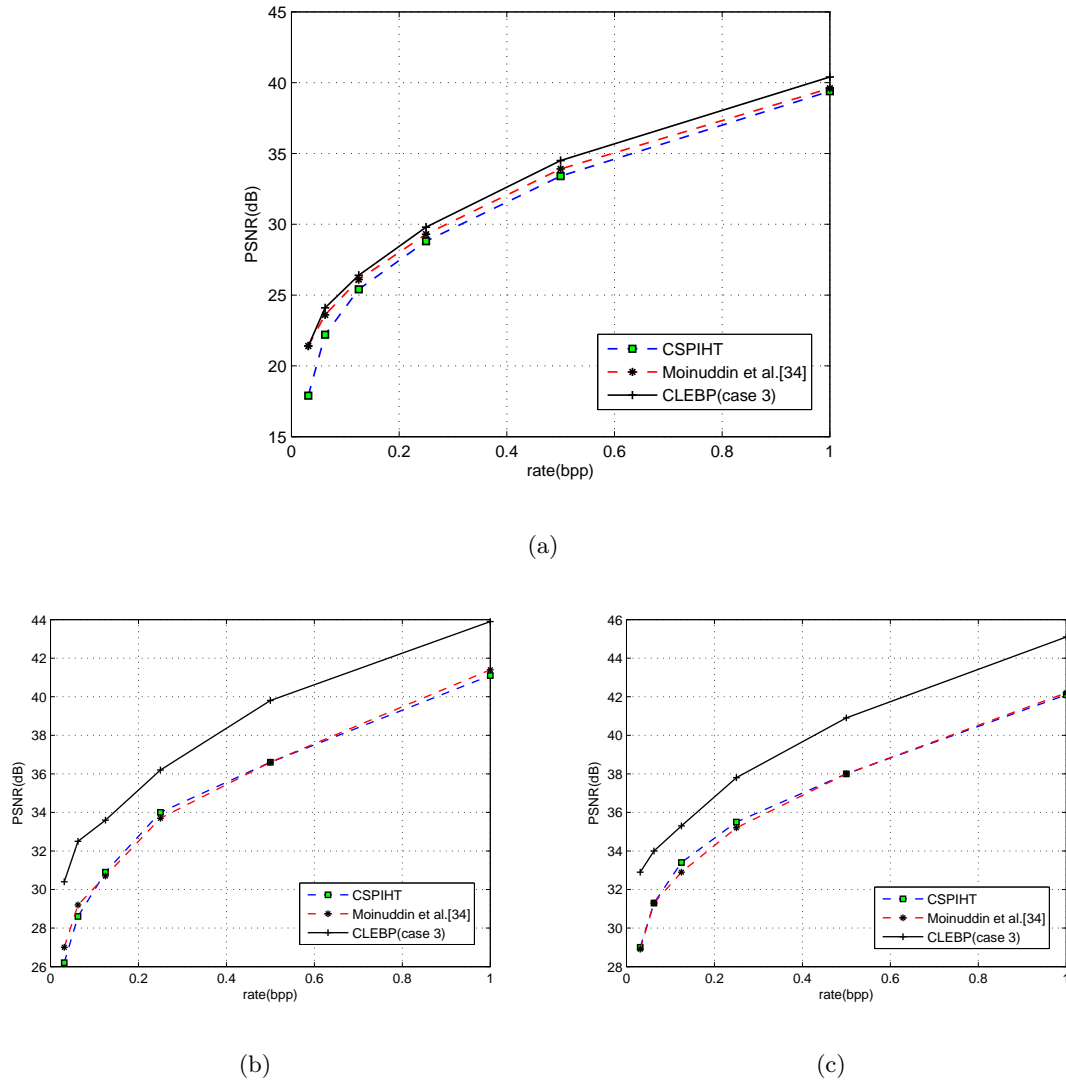 45
40
35
30
25
20
15
PSNR(dB)
0 0.2 0.4 0.6 0.8 1
rate(bpp)
CSPIHT
Moinuddin et al.[34]
CLEBP(case 3)
(a)
44
42
40
38
36
34
32
30
28
26
PSNR(dB)
0 0.2 0.4 0.6 0.8 1
rate(bpp)
CSPIHT
Moinuddin et al.[34]
CLEBP(case 3)
(b)
46
44
42
40
38
36
34
32
30
28
PSNR(dB)
0 0.2 0.4 0.6 0.8 1
rate(bpp)
CSPIHT
Moinuddin et al.[34]
CLEBP(case 3)
(c)